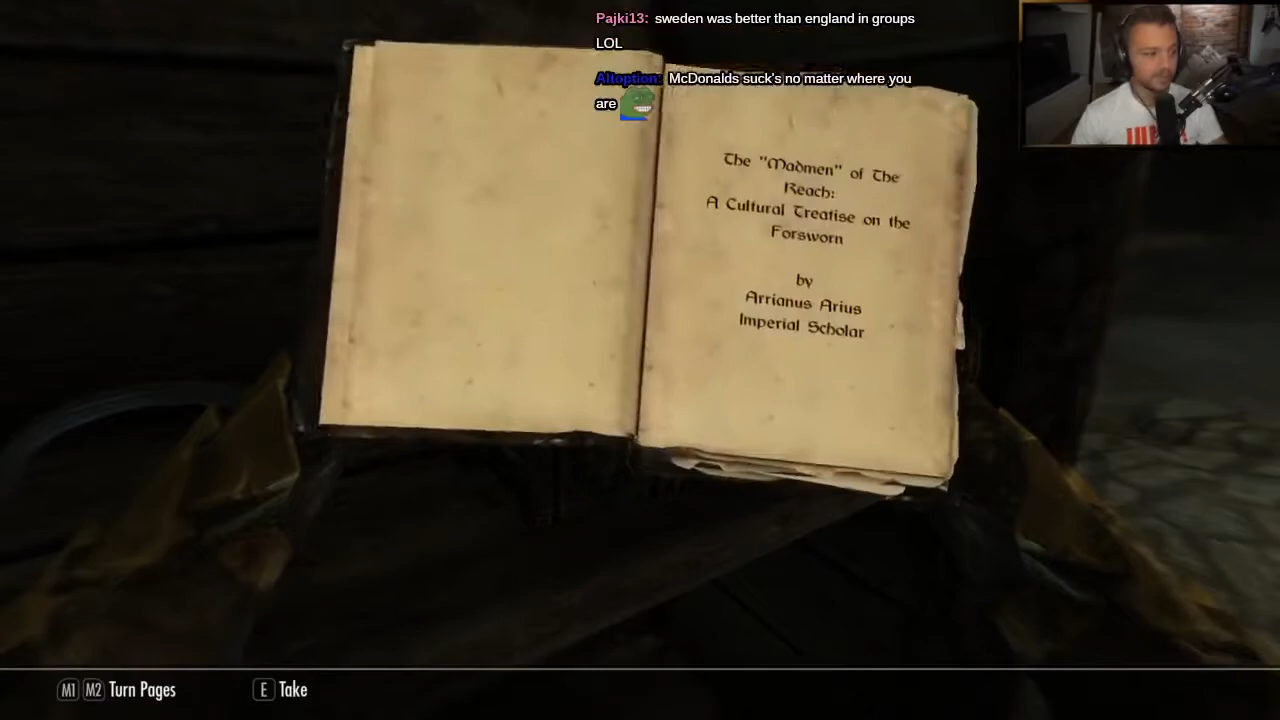 Pajki13: sweden was better than england in groups
LOL
Altoption: McDonalds suck's no matter where you
are
The "Madmen" of The
Reach:
A Cultural Treatise on the
Forsworn
by
Arrianus Arius
Imperial Scholar
M1 M2 Turn Pages
E Take